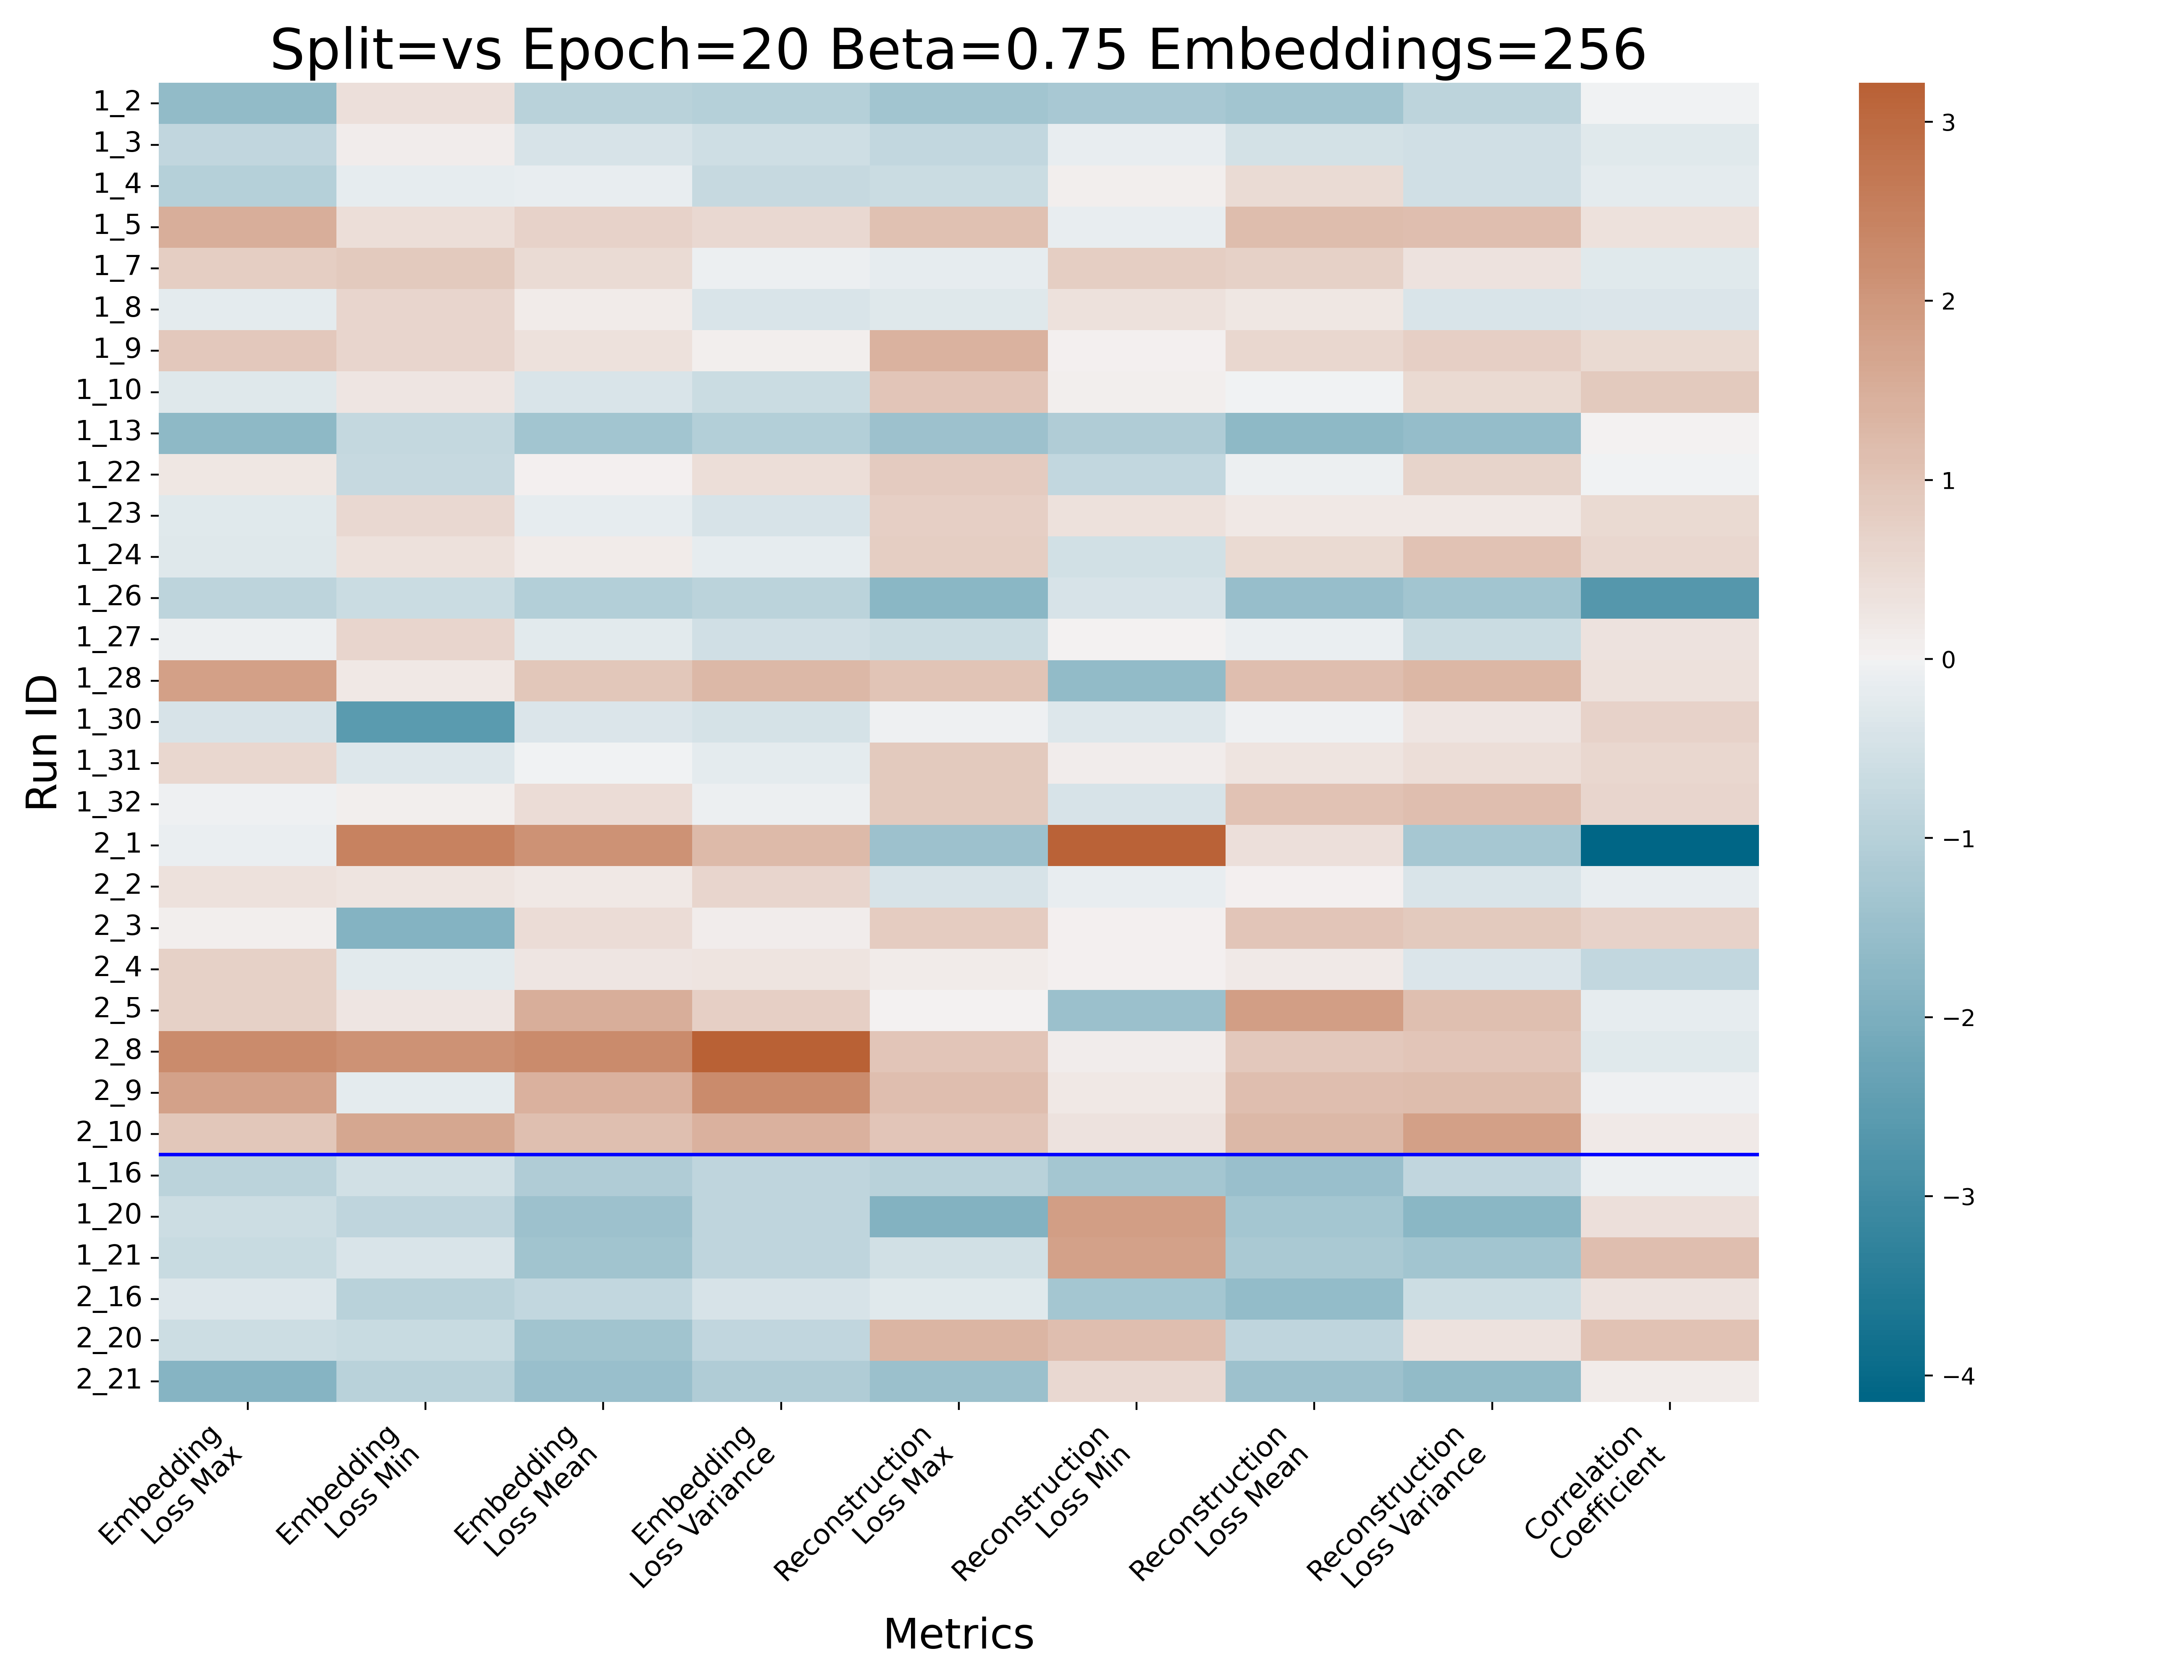 Split=vs Epoch=20 Beta=0.75 Embeddings=256
Run ID
1_2
1_3
1_4
1_5
1_7
1_8
1_9
1_10
1_13
1_22
1_23
1_24
1_26
1_27
1_28
1_30
1_31
1_32
2_1
2_2
2_3
2_4
2_5
2_8
2_9
2_10
1_16
1_20
1_21
2_16
2_20
2_21
Embedding
Loss Max
Embedding
Loss Min
Embedding
Loss Mean
Embedding
Loss Variance
Reconstruction
Loss Max
Reconstruction
Loss Min
Reconstruction
Loss Mean
Reconstruction
Loss Variance
Correlation
Coefficient
Metrics
3
2
1
0
−1
−2
−3
−4